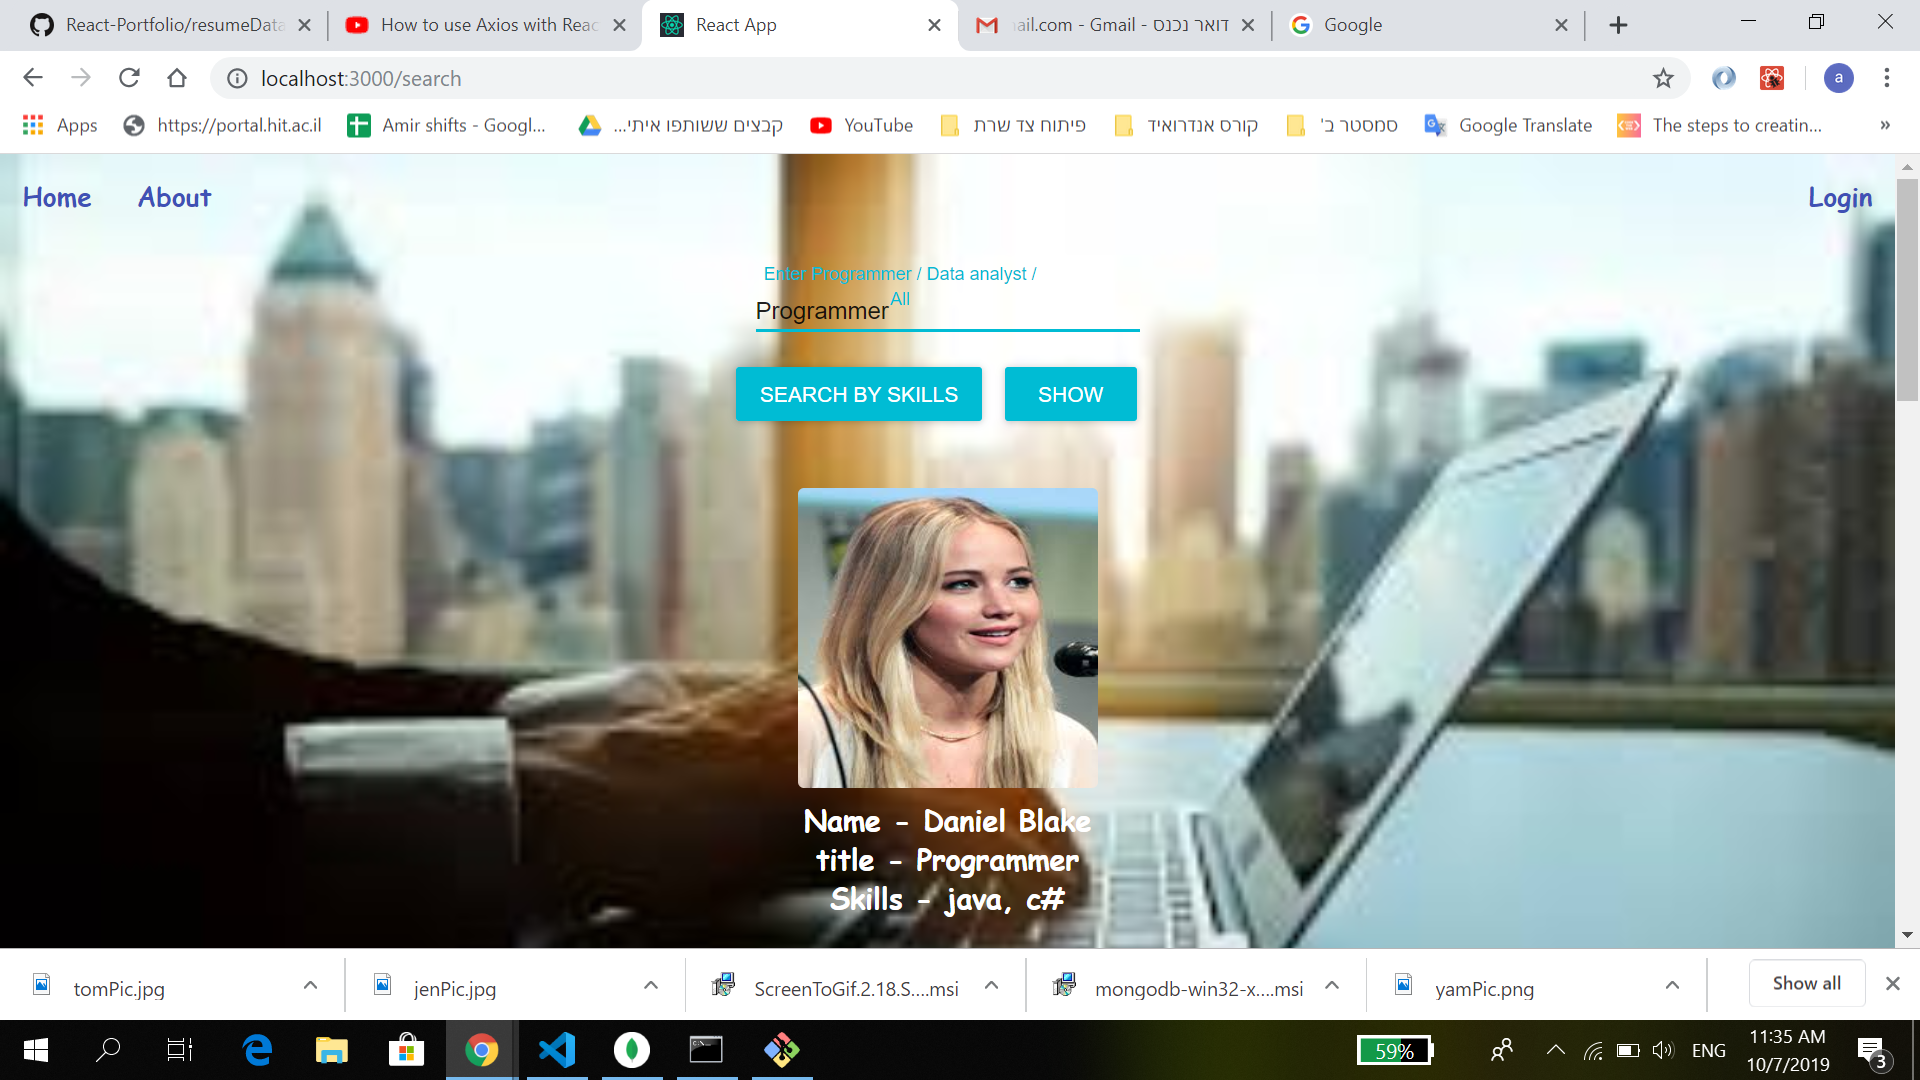 React-Portfolio/resumeData
How to use Axios with Reac
React App
דואר נכנס - ail.com - Gmail
Google
localhost:3000/search
a
Apps
https://portal.hit.ac.il
Amir shifts - Googl...
קבצים ששותפו איתי...
YouTube
פיתוח צד שרת
קורס אנדרואיד
סמסטר ב'
Google Translate
The steps to creatin...
»
Home
About
Login
Enter Programmer / Data analyst /
All
Programmer
SEARCH BY SKILLS
SHOW
Name - Daniel Blake
title - Programmer
Skills - java, c#
tomPic.jpg
jenPic.jpg
ScreenToGif.2.18.S....msi
mongodb-win32-x....msi
yamPic.png
Show all
59%
ENG
11:35 AM
10/7/2019
3